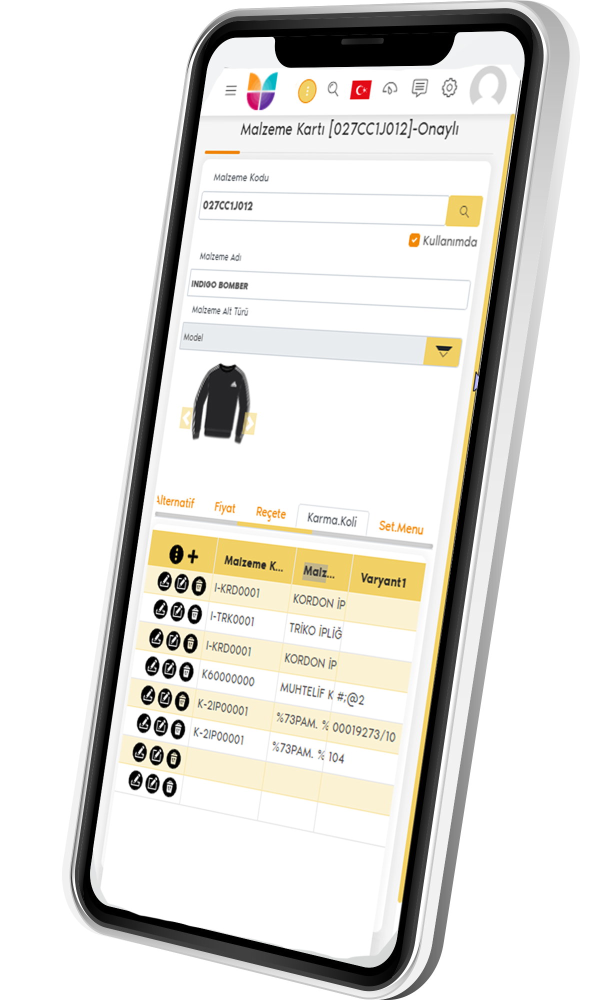 Malzeme Kartı [027CC1J012]-Onaylı
Malzeme Kodu
027CC1J012
Kullanımda
Malzeme Adı
INDIGO BOMBER
Malzeme Alt Türü
Model
Alternatif Fiyat Reçete Karma.Koli Set.Menu
Malzeme K... Malz... Varyant1
I-KRD0001 KORDON İP
I-TRK0001 TRİKO İPLİĞ
I-KRD0001 KORDON İP
K60000000 MUHTELİF K #;@2
K-2IP00001 %73PAM. % 00019273/10
K-2IP00001 %73PAM. % 104